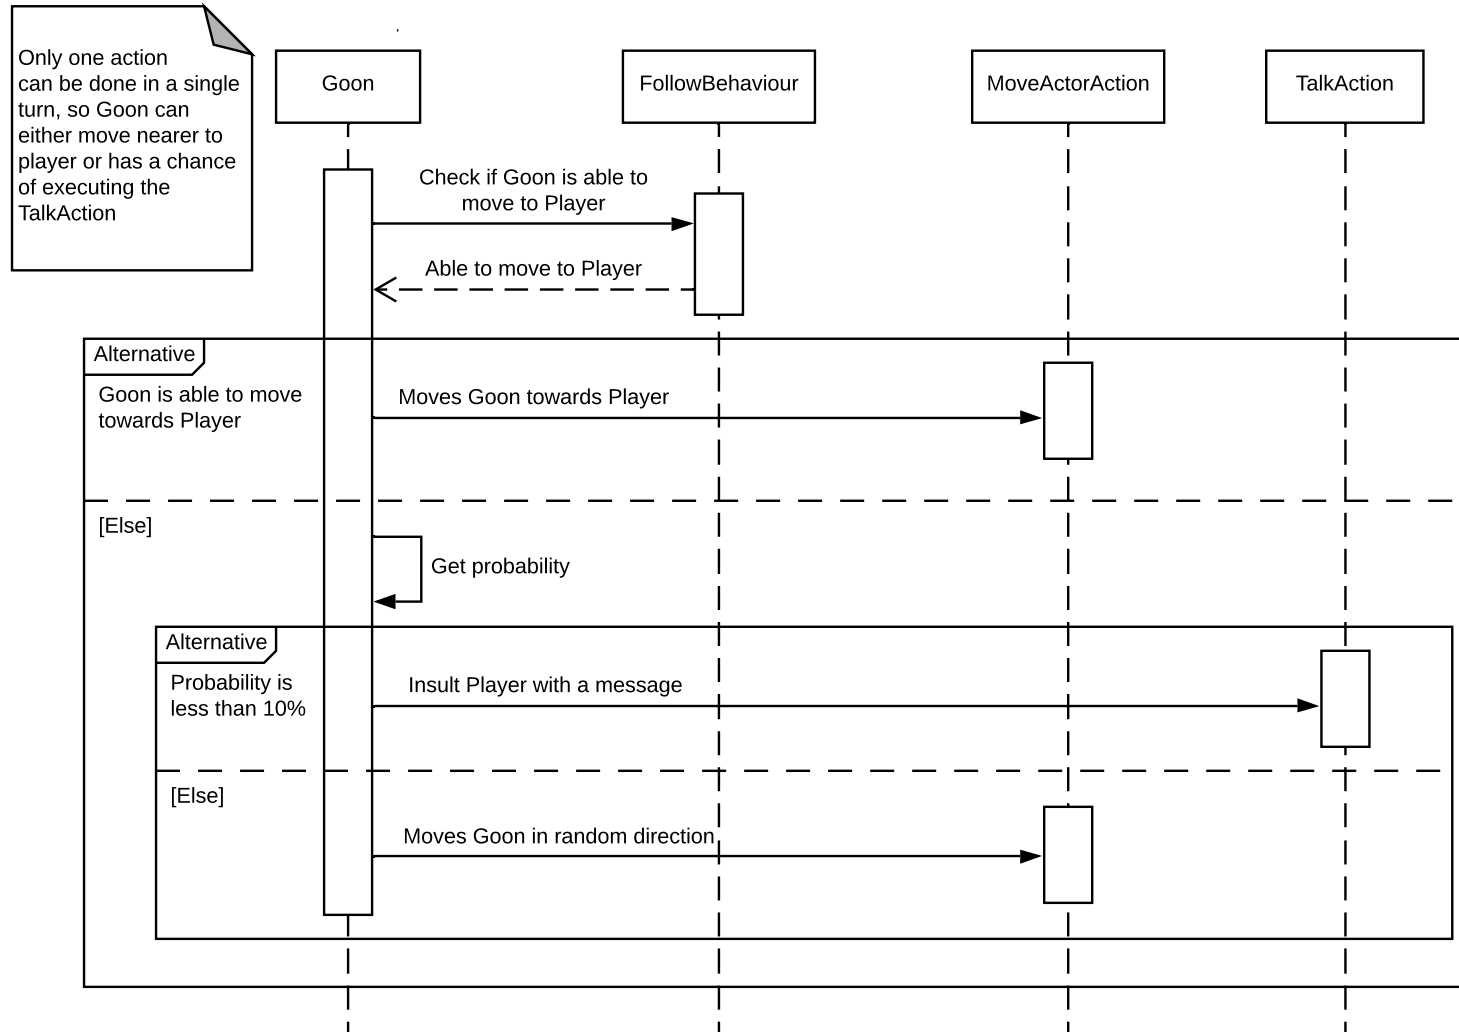 Only one action
can be done in a single
turn, so Goon can
either move nearer to
player or has a chance
of executing the
TalkAction
Goon
FollowBehaviour
MoveActorAction
TalkAction
Check if Goon is able to
move to Player
Able to move to Player
Alternative
Goon is able to move
towards Player
Moves Goon towards Player
[Else]
Get probability
Alternative
Probability is
less than 10%
Insult Player with a message
[Else]
Moves Goon in random direction